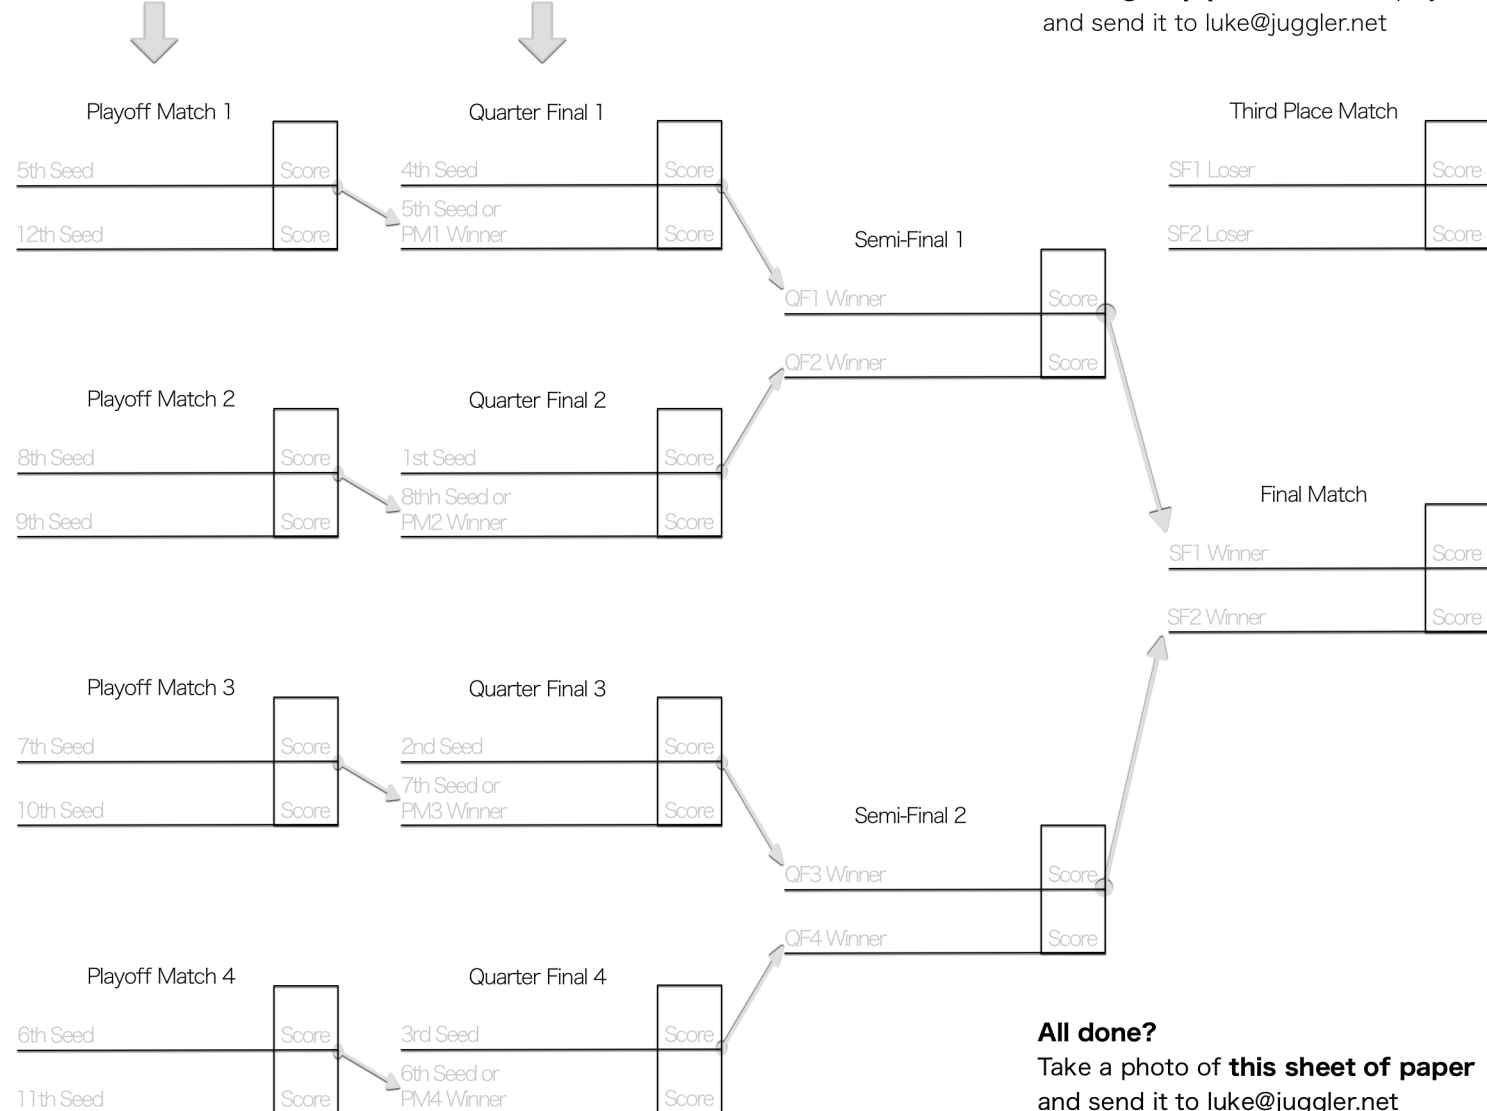 and send it to luke@juggler.net
Playoff Match 1
5th Seed Score
12th Seed Score
Quarter Final 1
4th Seed Score
5th Seed or
PM1 Winner Score
Semi-Final 1
QF1 Winner Score
QF2 Winner Score
Third Place Match
SF1 Loser Score
SF2 Loser Score
Playoff Match 2
8th Seed Score
9th Seed Score
Quarter Final 2
1st Seed Score
8thh Seed or
PM2 Winner Score
Final Match
SF1 Winner Score
SF2 Winner Score
Playoff Match 3
7th Seed Score
10th Seed Score
Quarter Final 3
2nd Seed Score
7th Seed or
PM3 Winner Score
Semi-Final 2
QF3 Winner Score
QF4 Winner Score
Playoff Match 4
6th Seed Score
11th Seed Score
Quarter Final 4
3rd Seed Score
6th Seed or
PM4 Winner Score
All done?
Take a photo of this sheet of paper
and send it to luke@juggler.net